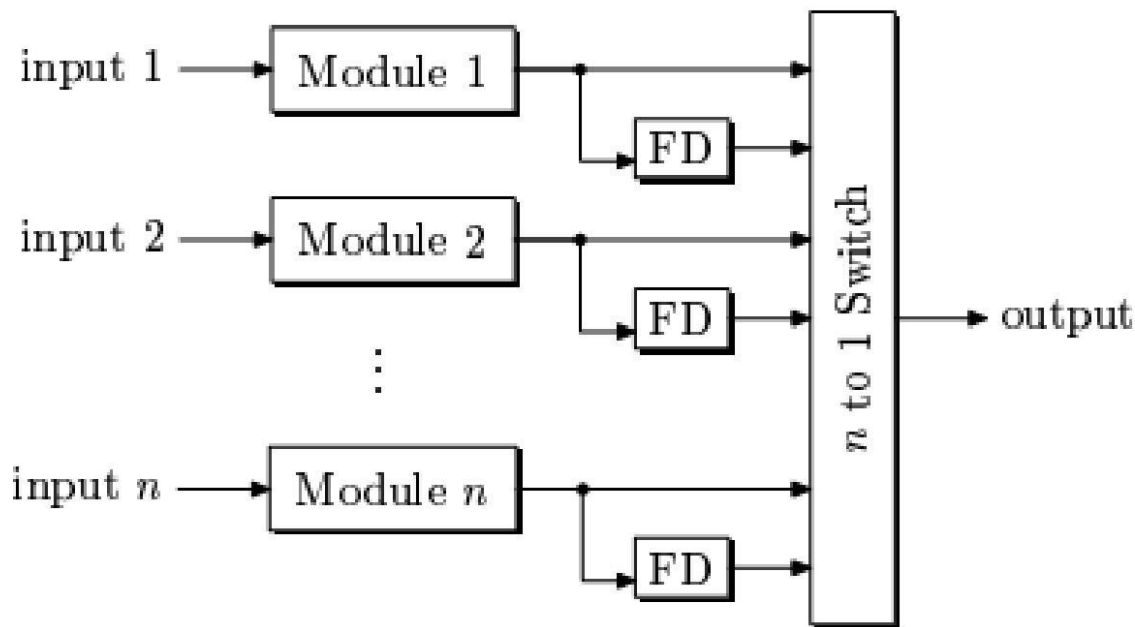 input 1
Module 1
FD
input 2
Module 2
FD
⋮
input n
Module n
FD
n to 1 Switch
output